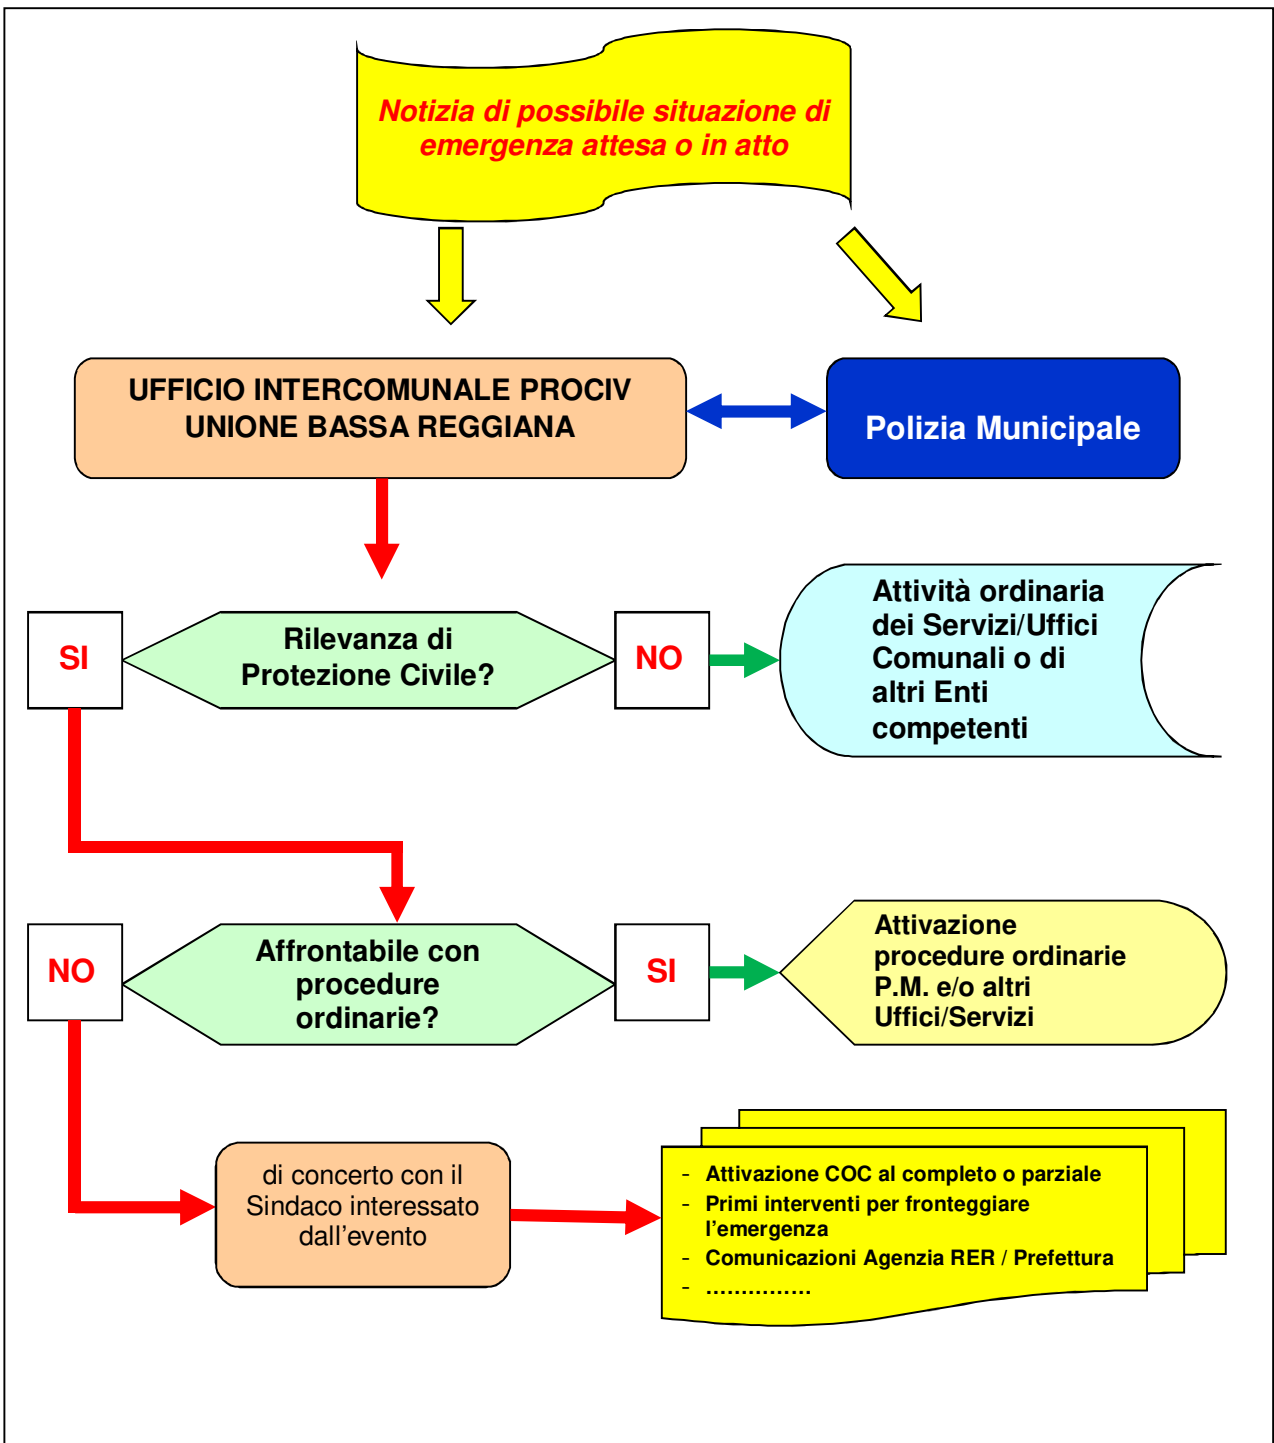 Notizia di possibile situazione di
emergenza attesa o in atto
UFFICIO INTERCOMUNALE PROCIV
UNIONE BASSA REGGIANA
Polizia Municipale
SI
Rilevanza di
Protezione Civile?
NO
Attività ordinaria
dei Servizi/Uffici
Comunali o di
altri Enti
competenti
NO
Affrontabile con
procedure
ordinarie?
SI
Attivazione
procedure ordinarie
P.M. e/o altri
Uffici/Servizi
di concerto con il
Sindaco interessato
dall'evento
- Attivazione COC al completo o parziale
- Primi interventi per fronteggiare
l'emergenza
- Comunicazioni Agenzia RER / Prefettura
- ……………